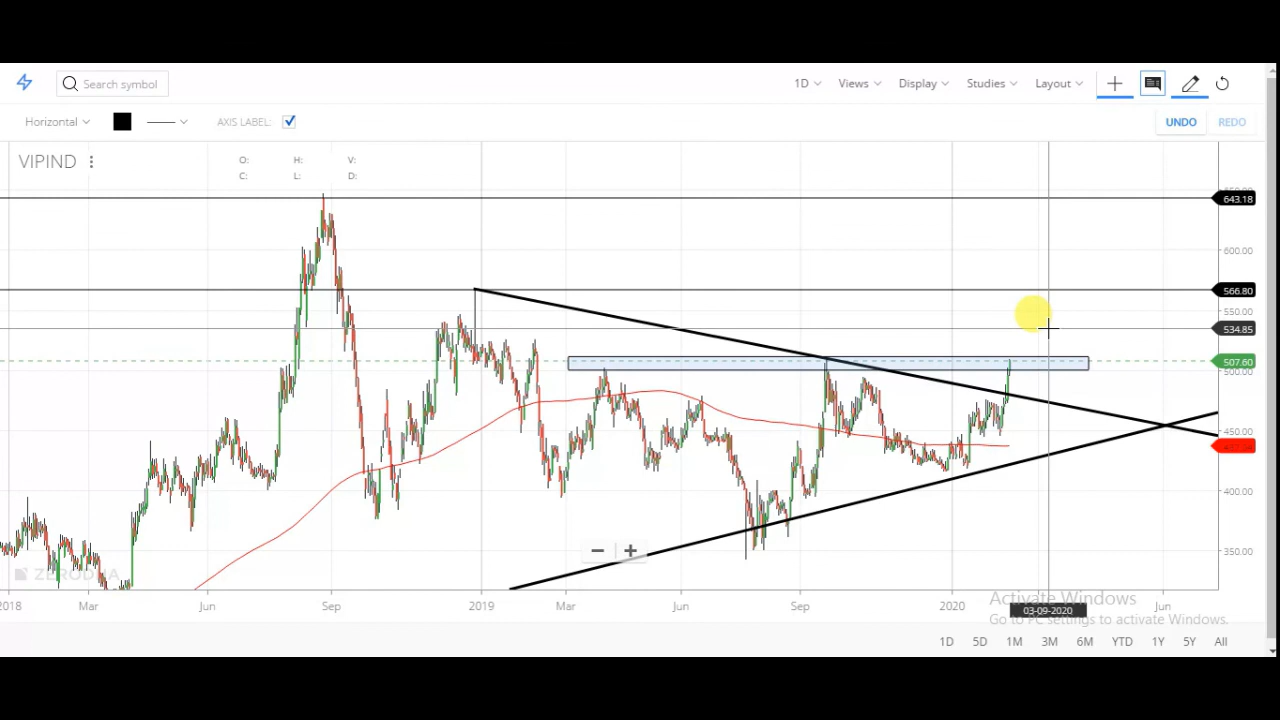 Search symbol 1D Views Display Studies Layout
Horizontal AXIS LABEL: UNDO REDO
VIPIND O: H: V:
C: L: D:
643.18
600.00
566.80
550.00
534.85
507.60
500.00
450.00
400.00
350.00
ZERODHA
2018 Mar Jun Sep 2019 Mar Jun Sep 2020 Jun
03-09-2020
Activate Windows
Go to PC settings to activate Windows.
1D 5D 1M 3M 6M YTD 1Y 5Y All